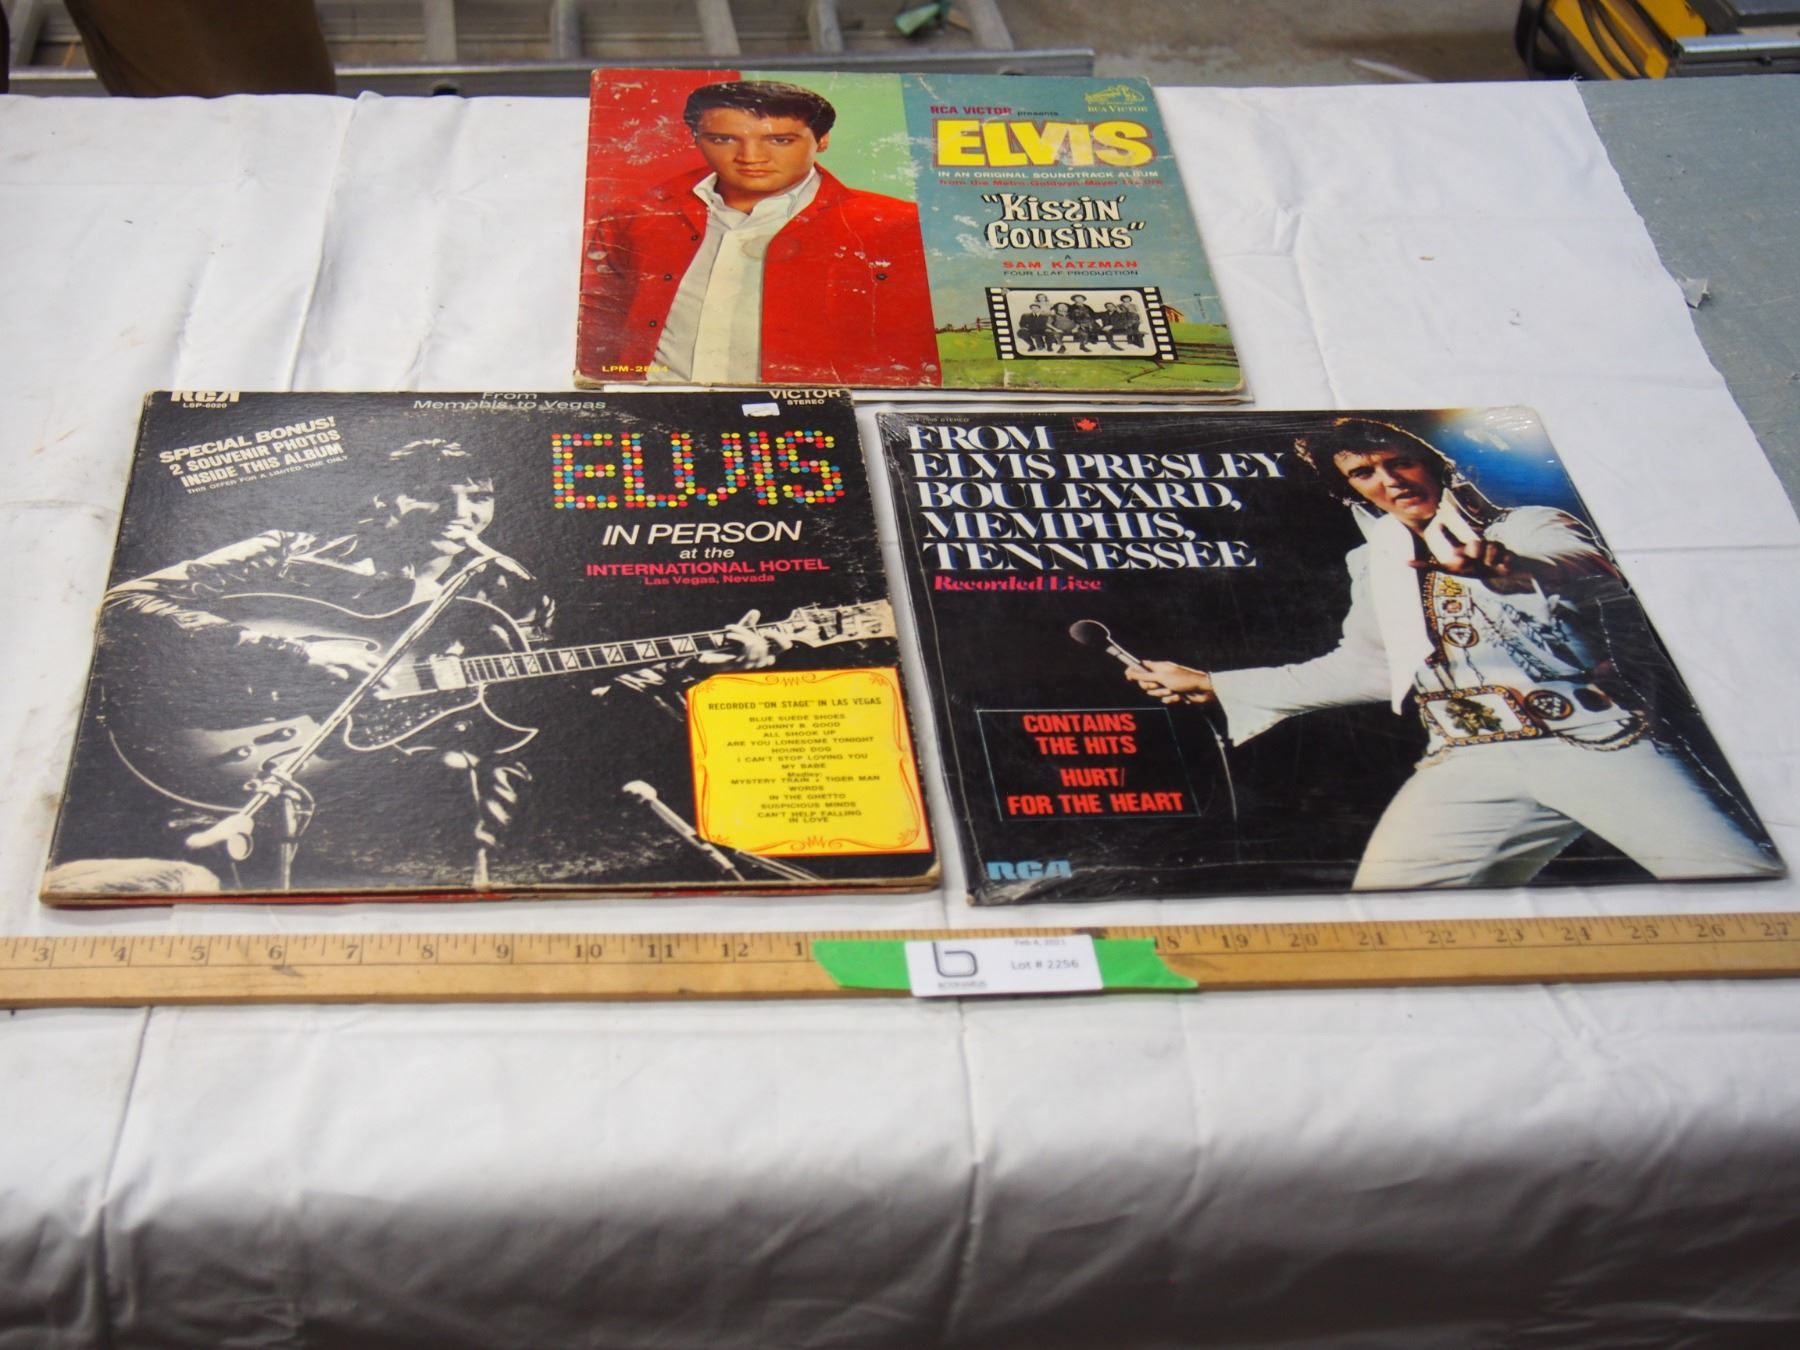 RCA VICTOR presents
RCA VICTOR
ELVIS
IN AN ORIGINAL SOUNDTRACK ALBUM
from the Metro-Goldwyn-Mayer
"Kissin'
Cousins"
A
SAM KATZMAN
FOUR LEAF PRODUCTION
RCA
LSP-6020
From
Memphis to Vegas
VICTOR
STEREO
SPECIAL BONUS!
2 SOUVENIR PHOTOS
INSIDE THIS ALBUM
THIS OFFER FOR A LIMITED TIME ONLY
ELVIS
IN PERSON
at the
INTERNATIONAL HOTEL
Las Vegas, Nevada
RECORDED "ON STAGE" IN LAS VEGAS
BLUE SUEDE SHOES
JOHNNY B. GOOD
ALL SHOOK UP
ARE YOU LONESOME TONIGHT
HOUND DOG
I CAN'T STOP LOVING YOU
MY BABE
Medley:
MYSTERY TRAIN • TIGER MAN
WORDS
IN THE GHETTO
SUSPICIOUS MINDS
CAN'T HELP FALLING
IN LOVE
STEREO
FROM
ELVIS PRESLEY
BOULEVARD,
MEMPHIS,
TENNESSEE
Recorded Live
CONTAINS
THE HITS
HURT/
FOR THE HEART
RCA
3 4 5 6 7 8 9 10 11 12 1 18 19 20 21 22 23 24 25 26 27
b
Feb 4, 2021
Lot # 2256